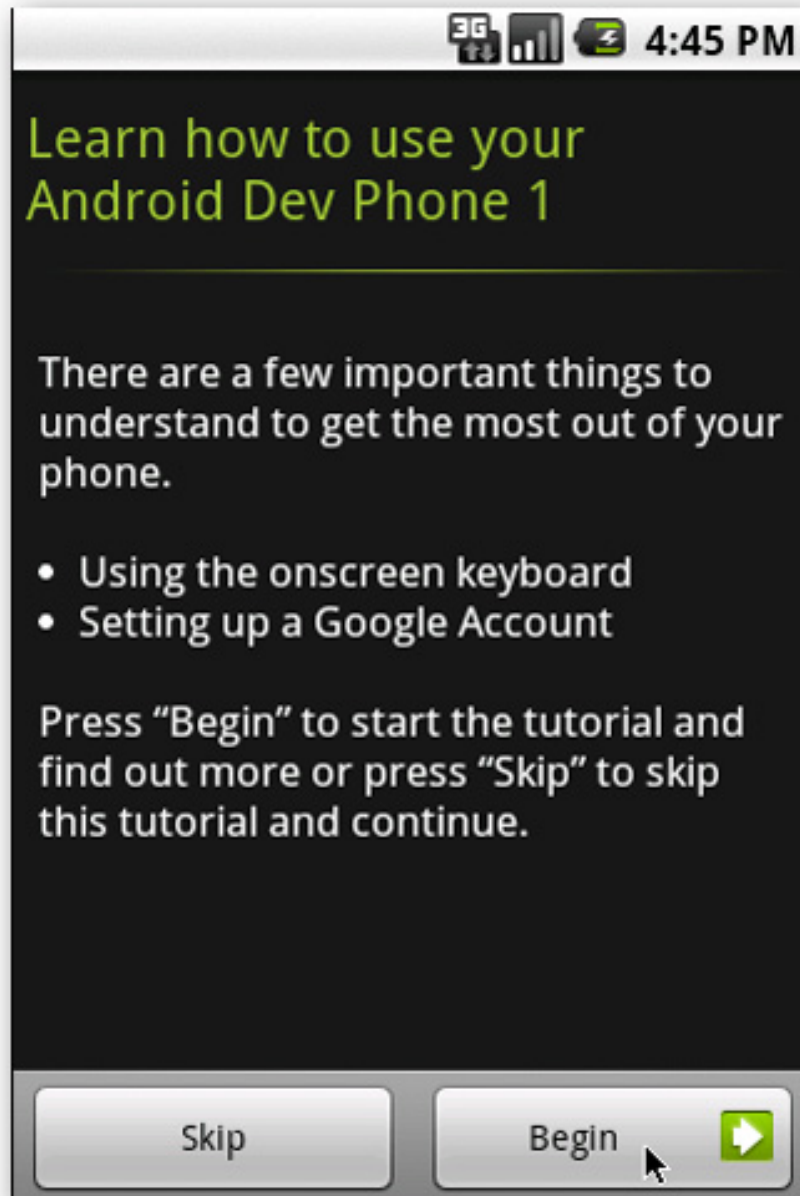 3G 4:45 PM
Learn how to use your
Android Dev Phone 1
There are a few important things to
understand to get the most out of your
phone.
• Using the onscreen keyboard
• Setting up a Google Account
Press “Begin” to start the tutorial and
find out more or press “Skip” to skip
this tutorial and continue.
Skip Begin